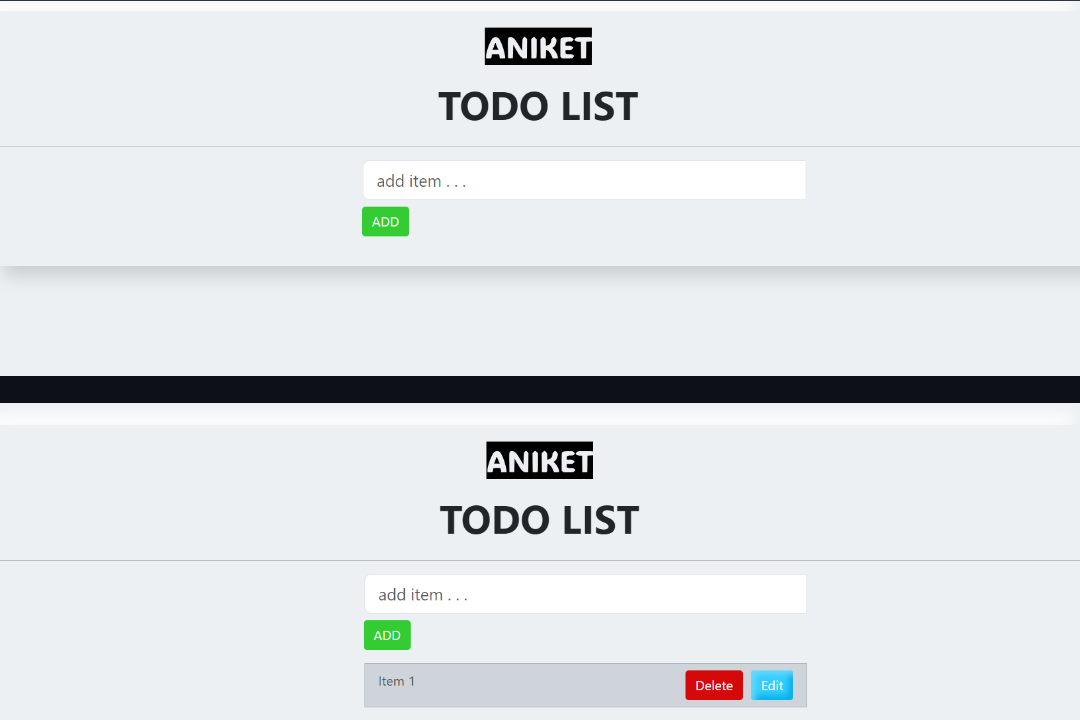 ANIKET
TODO LIST
add item . . .
ADD
ANIKET
TODO LIST
add item . . .
ADD
Item 1 Delete Edit